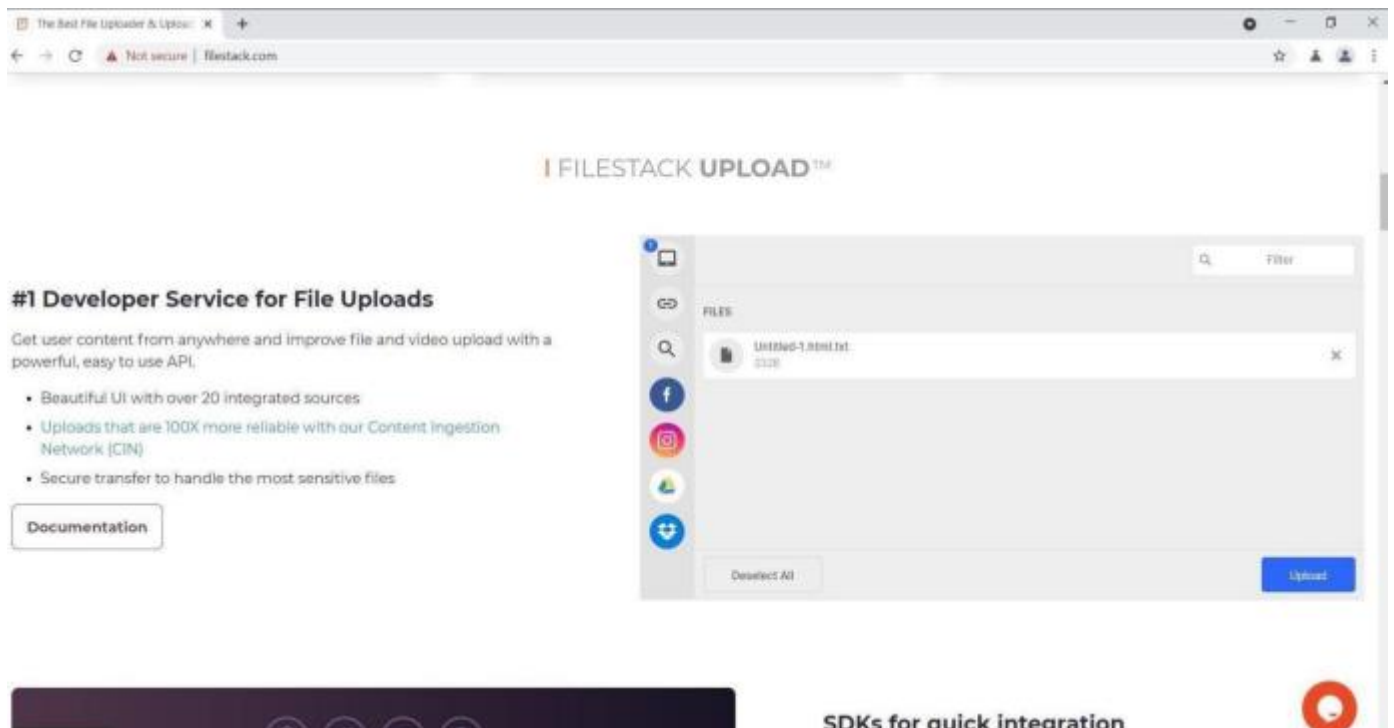 The Best File Uploader & Upload
Not secure | filestack.com
| FILESTACK UPLOAD™
#1 Developer Service for File Uploads
Get user content from anywhere and improve file and video upload with a
powerful, easy to use API.
• Beautiful UI with over 20 integrated sources
• Uploads that are 100X more reliable with our Content Ingestion
Network (CIN)
• Secure transfer to handle the most sensitive files
Documentation
1
Filter
FILES
Untitled-1.html.txt
Deselect All
Upload
SDKs for quick integration